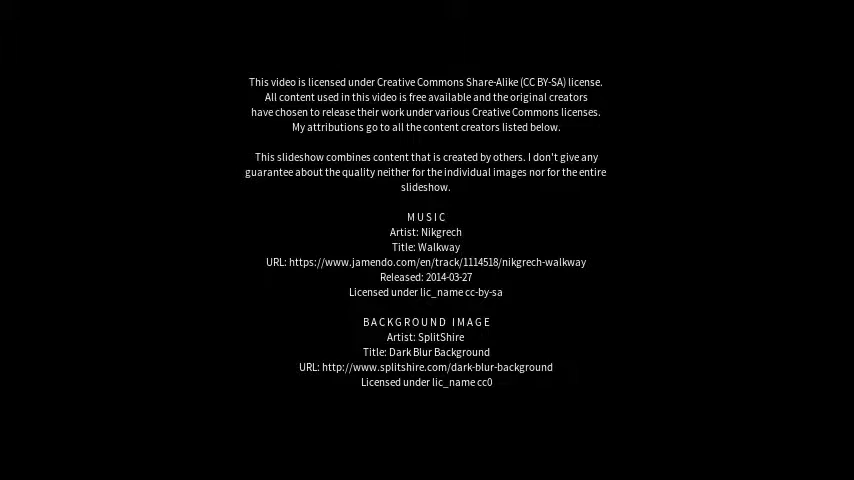 This video is licensed under Creative Commons Share-Alike (CC BY-SA) license.
All content used in this video is free available and the original creators
have chosen to release their work under various Creative Commons licenses.
My attributions go to all the content creators listed below.
This slideshow combines content that is created by others. I don't give any
guarantee about the quality neither for the individual images nor for the entire
slideshow.
MUSIC
Artist: Nikgrech
Title: Walkway
URL: https://www.jamendo.com/en/track/1114518/nikgrech-walkway
Released: 2014-03-27
Licensed under lic_name cc-by-sa
BACKGROUND IMAGE
Artist: SplitShire
Title: Dark Blur Background
URL: http://www.splitshire.com/dark-blur-background
Licensed under lic_name cc0